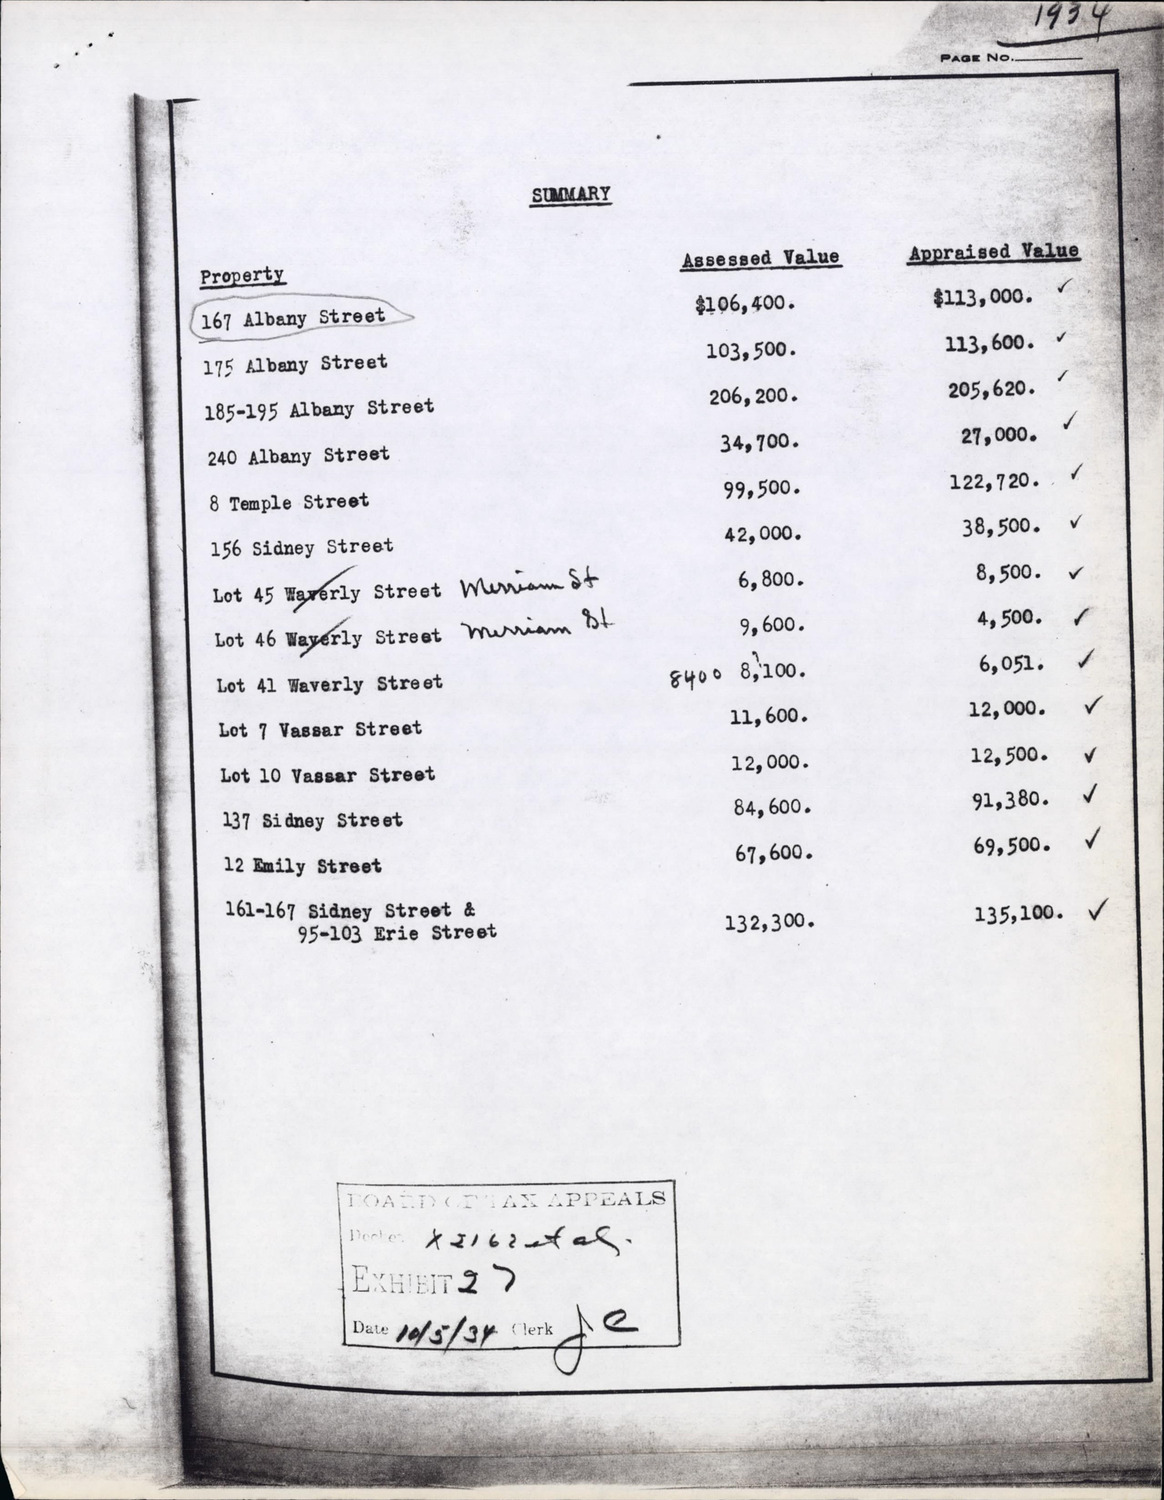 1934
PAGE No.
SUMMARY
Property Assessed Value Appraised Value
167 Albany Street $106,400. $113,000. ✓
175 Albany Street 103,500. 113,600. ✓
185-195 Albany Street 206,200. 205,620. ✓
240 Albany Street 34,700. 27,000. ✓
8 Temple Street 99,500. 122,720. ✓
156 Sidney Street 42,000. 38,500. ✓
Lot 45 Waverly Street Merriam St 6,800. 8,500. ✓
Lot 46 Waverly Street Merriam St 9,600. 4,500. ✓
Lot 41 Waverly Street 8400 8,100. 6,051. ✓
Lot 7 Vassar Street 11,600. 12,000. ✓
Lot 10 Vassar Street 12,000. 12,500. ✓
137 Sidney Street 84,600. 91,380. ✓
12 Emily Street 67,600. 69,500. ✓
161-167 Sidney Street &
95-103 Erie Street 132,300. 135,100. ✓
BOARD OF TAX APPEALS
Docket X2162 et al.
EXHIBIT 27
Date 10/5/34 Clerk JC